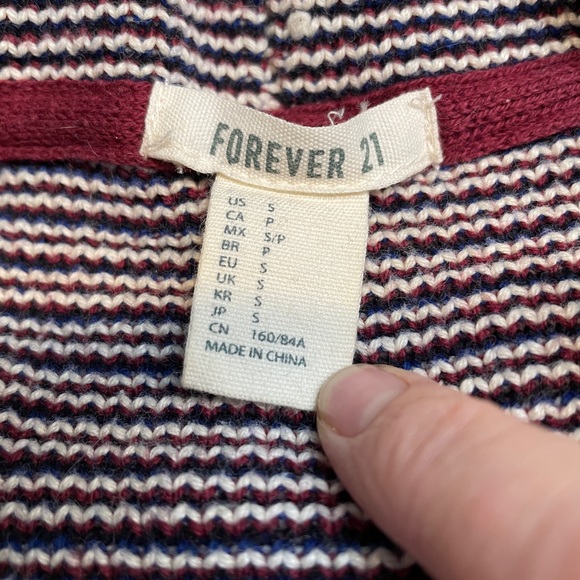 FOREVER 21
US S
CA P
MX S/P
BR P
EU S
UK S
KR S
JP S
CN 160/84A
MADE IN CHINA